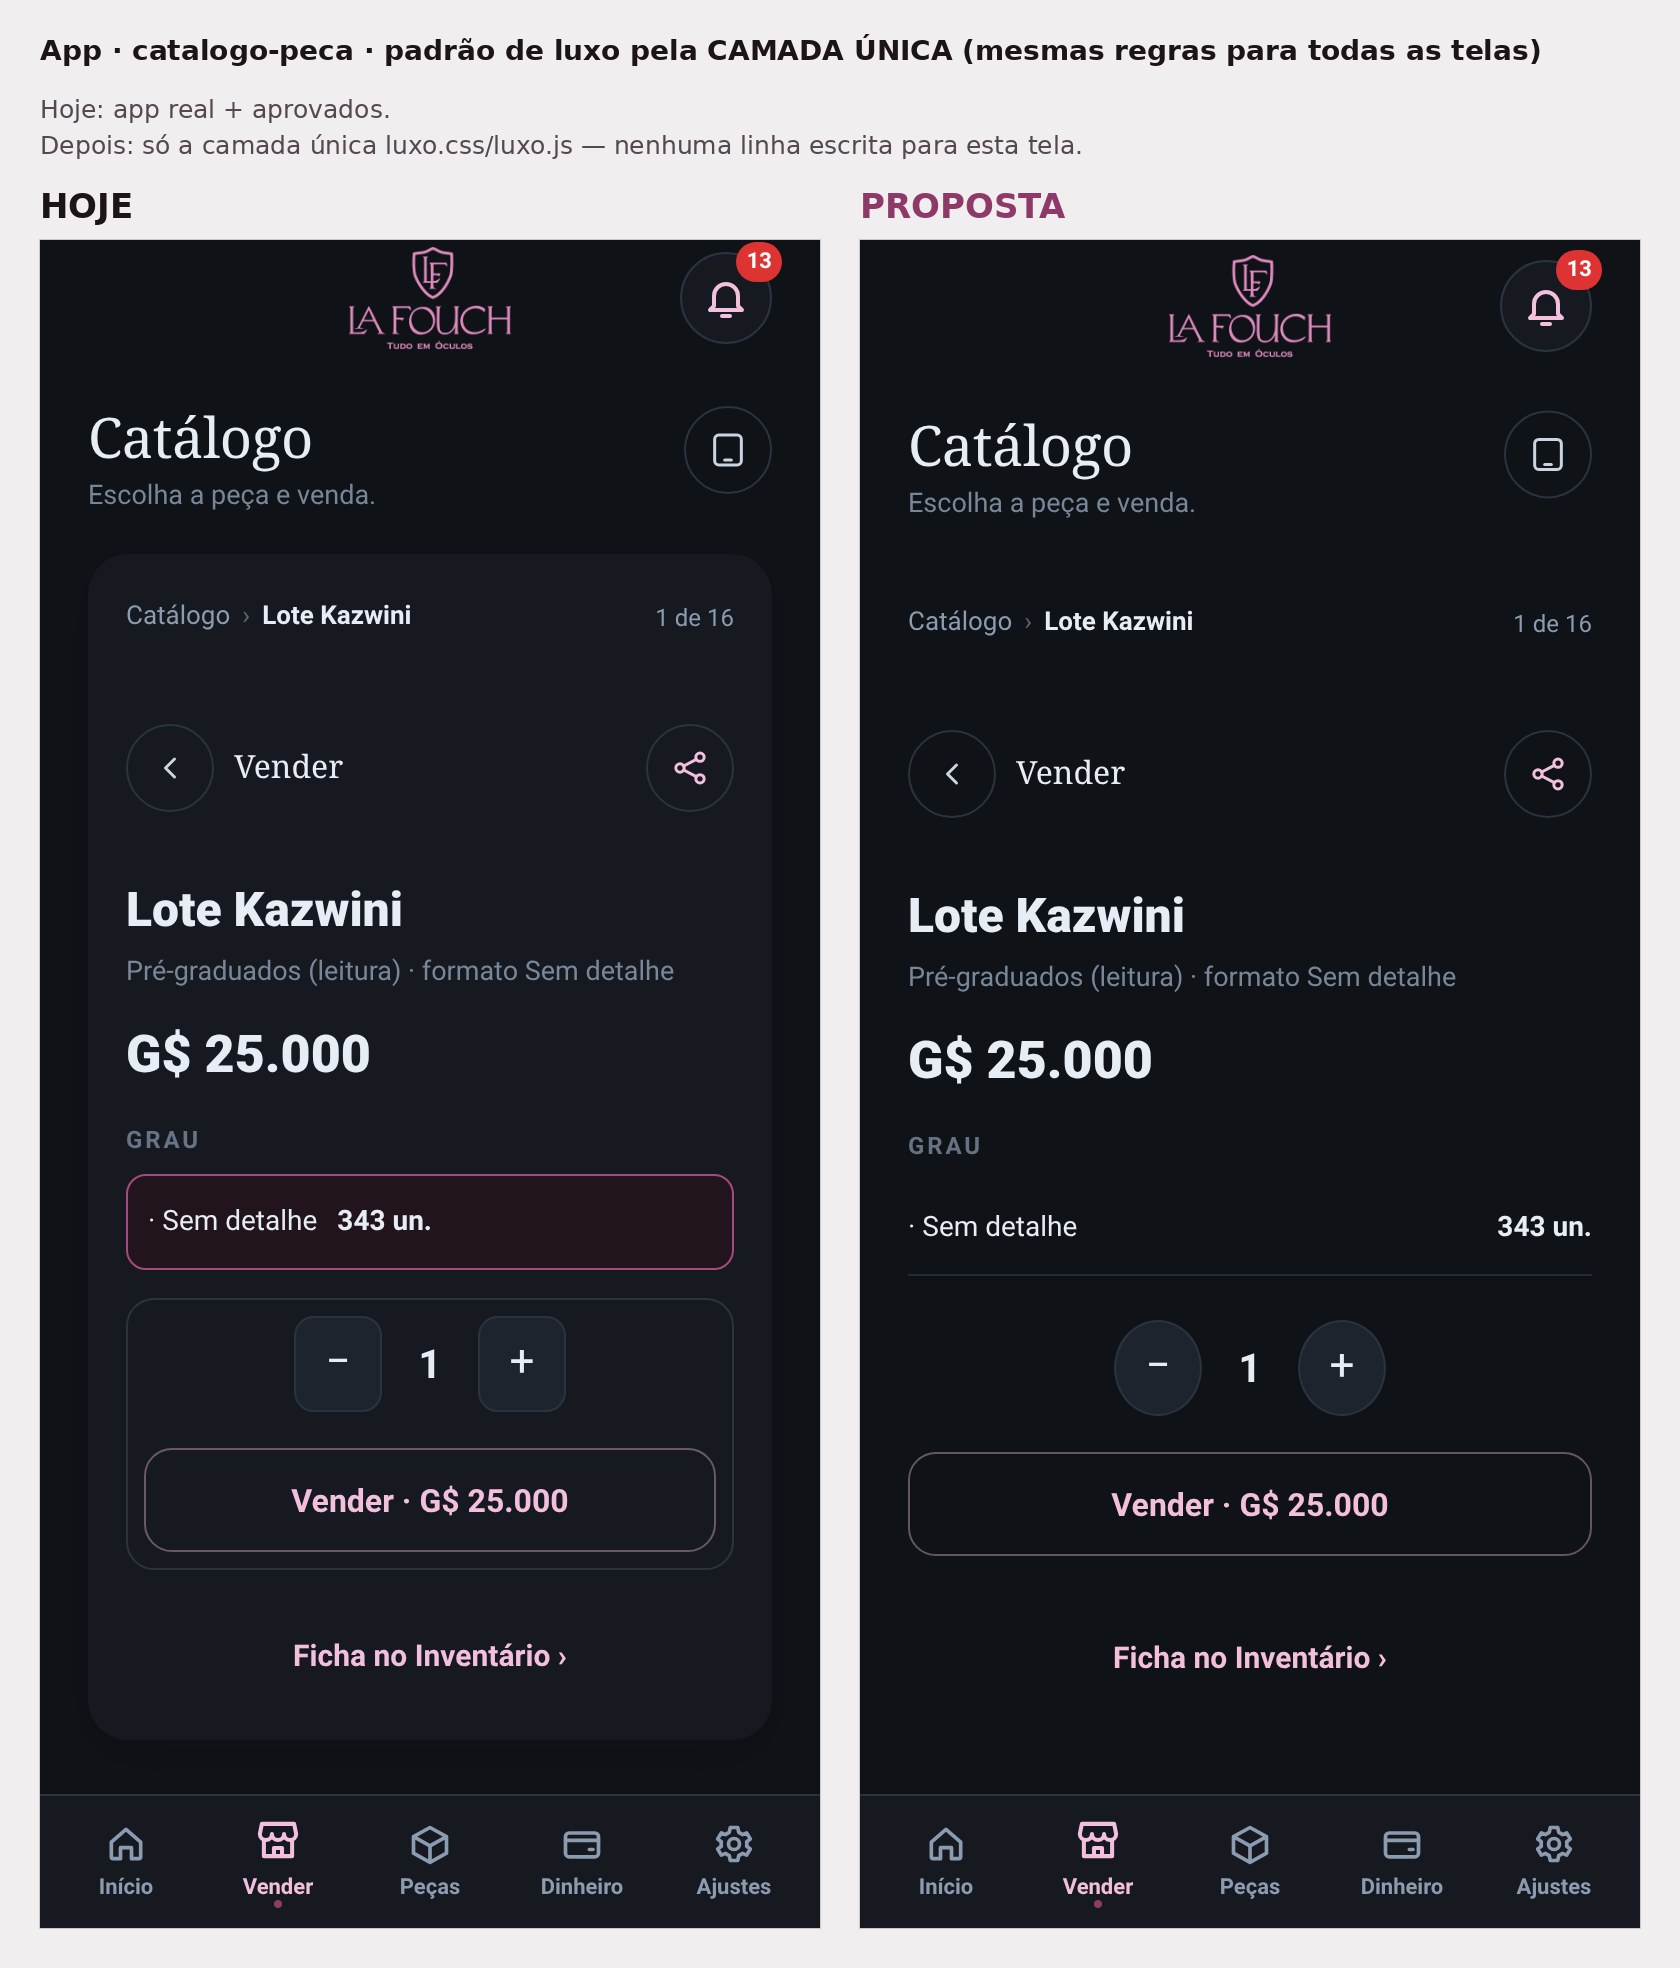 App · catalogo-peca · padrão de luxo pela CAMADA ÚNICA (mesmas regras para todas as telas)
Hoje: app real + aprovados.
Depois: só a camada única luxo.css/luxo.js — nenhuma linha escrita para esta tela.
HOJE
LF
LA FOUCH
TUDO EM ÓCULOS
13
Catálogo
Escolha a peça e venda.
Catálogo › Lote Kazwini 1 de 16
Vender
Lote Kazwini
Pré-graduados (leitura) · formato Sem detalhe
G$ 25.000
GRAU
· Sem detalhe 343 un.
− 1 +
Vender · G$ 25.000
Ficha no Inventário ›
Início Vender Peças Dinheiro Ajustes
PROPOSTA
LF
LA FOUCH
TUDO EM ÓCULOS
13
Catálogo
Escolha a peça e venda.
Catálogo › Lote Kazwini 1 de 16
Vender
Lote Kazwini
Pré-graduados (leitura) · formato Sem detalhe
G$ 25.000
GRAU
· Sem detalhe 343 un.
− 1 +
Vender · G$ 25.000
Ficha no Inventário ›
Início Vender Peças Dinheiro Ajustes